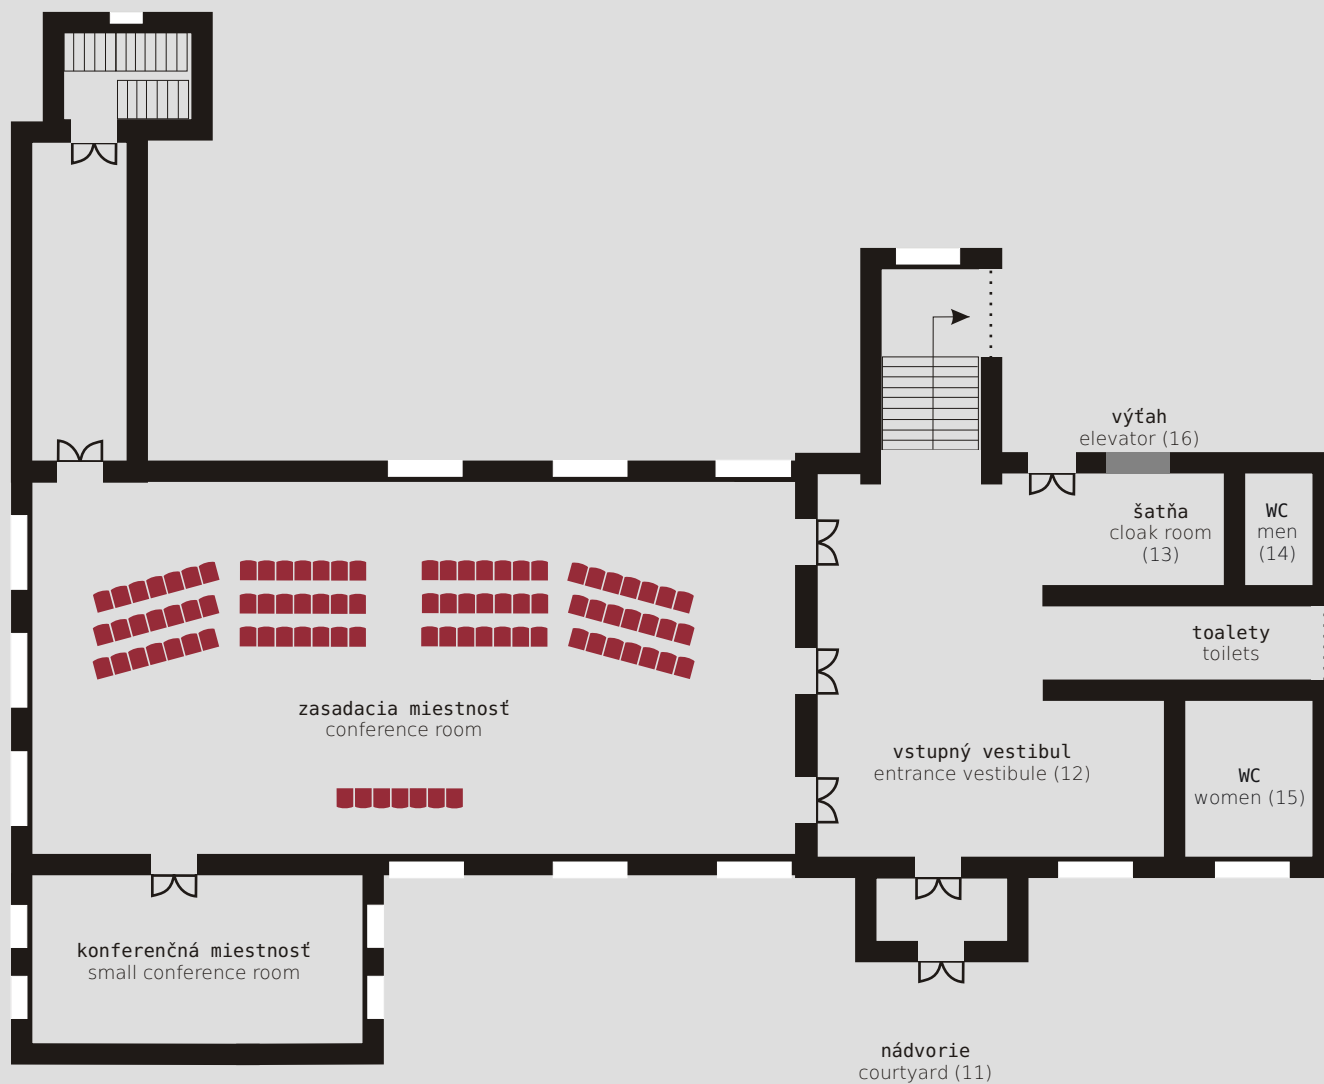 výťah
elevator (16)
šatňa
cloak room
(13)
WC
men
(14)
toalety
toilets
zasadacia miestnosť
conference room
vstupný vestibul
entrance vestibule (12)
WC
women (15)
konferenčná miestnosť
small conference room
nádvorie
courtyard (11)